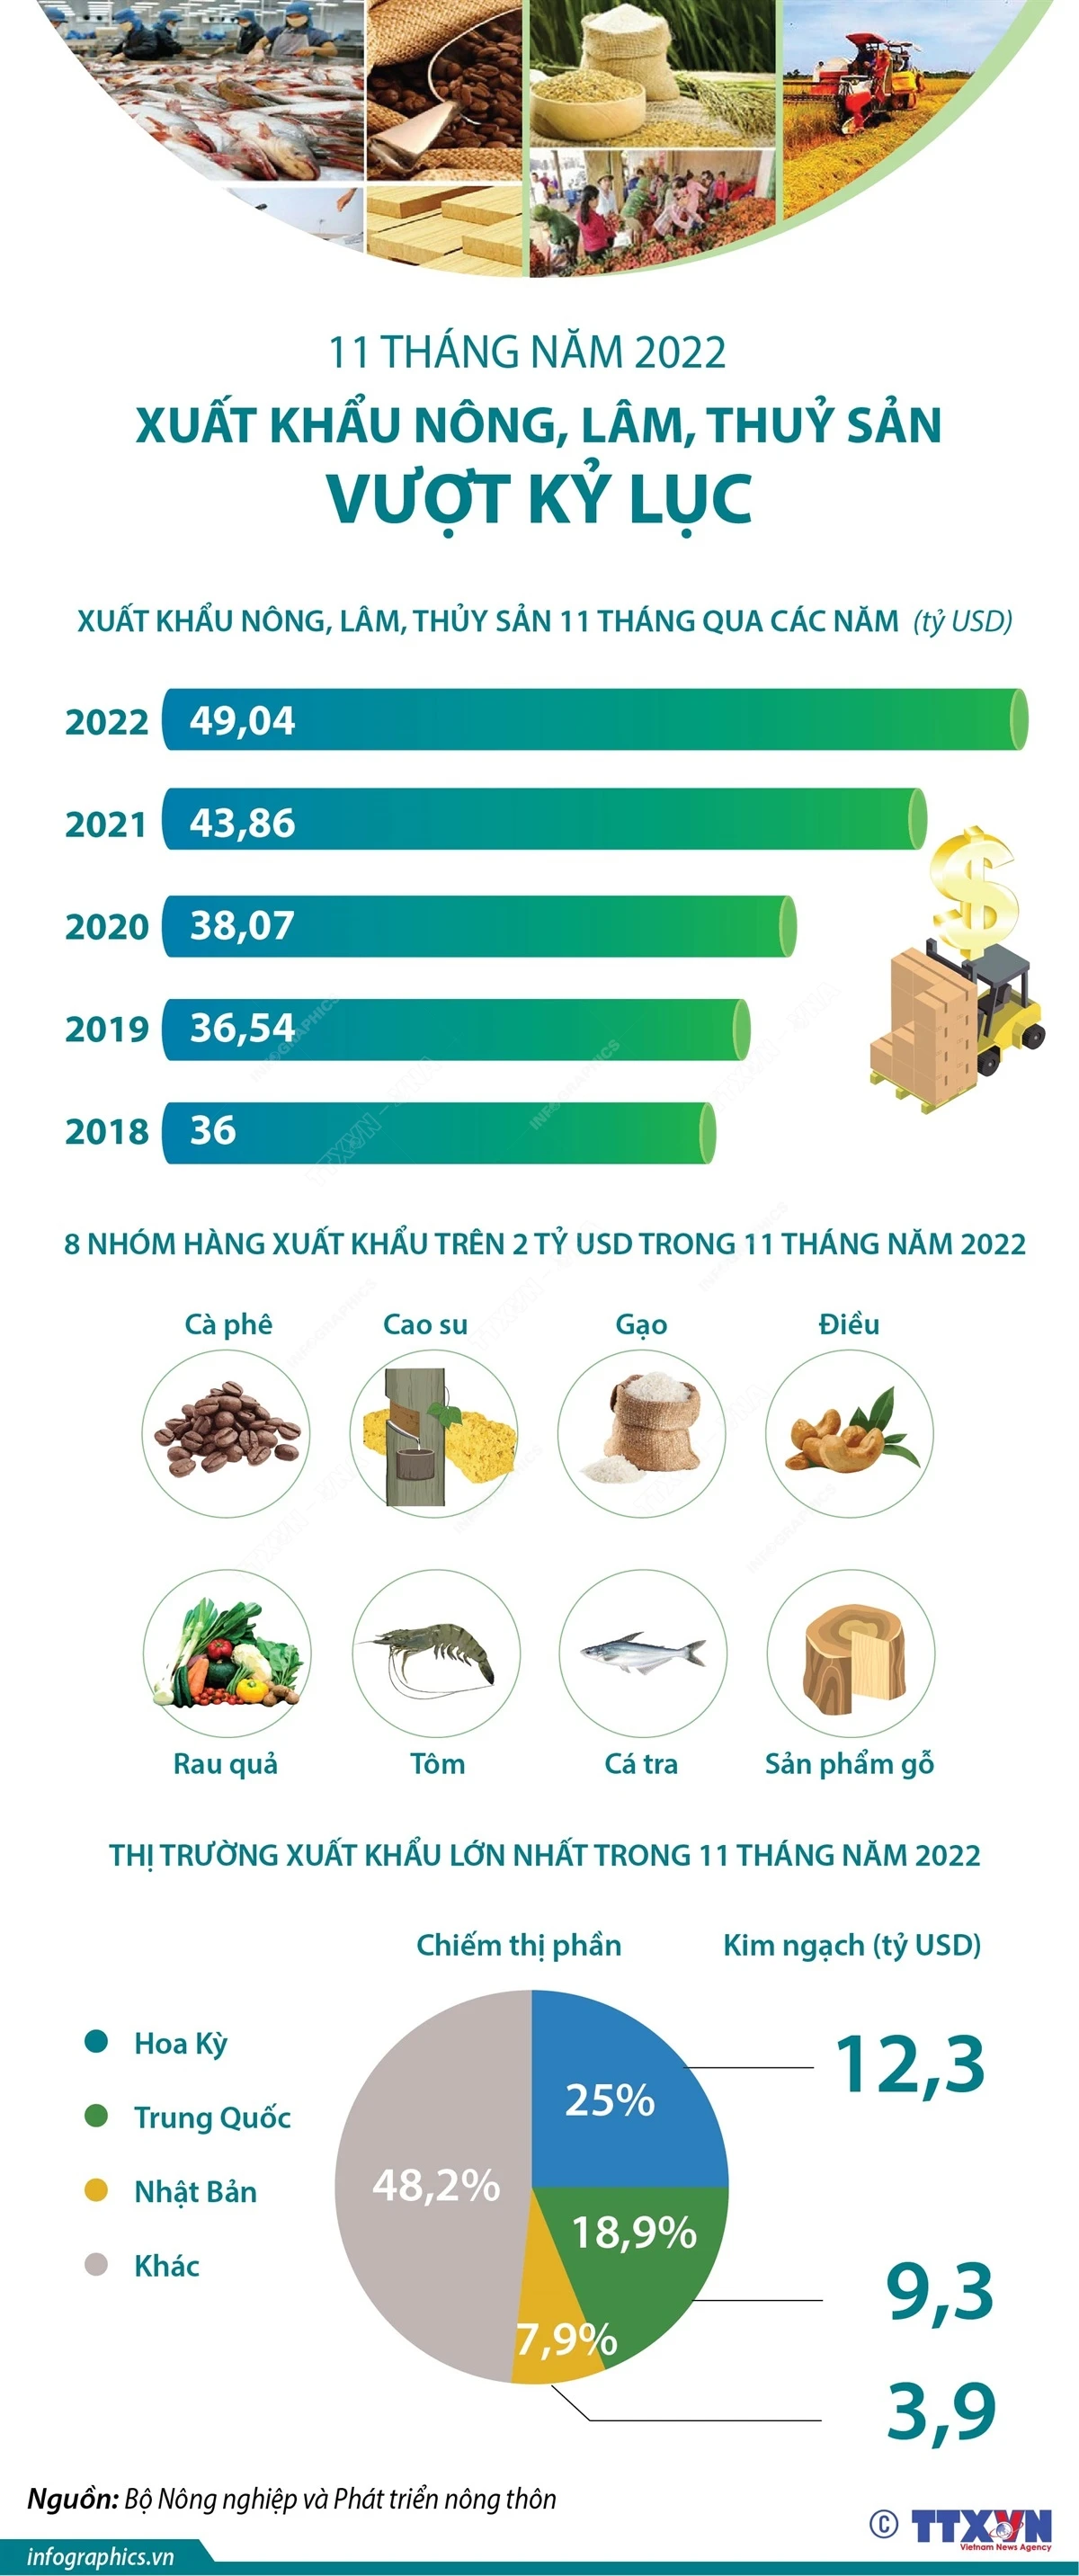 11 THÁNG NĂM 2022
XUẤT KHẨU NÔNG, LÂM, THUỶ SẢN
VƯỢT KỶ LỤC
XUẤT KHẨU NÔNG, LÂM, THỦY SẢN 11 THÁNG QUA CÁC NĂM (tỷ USD)
2022 49,04
2021 43,86
2020 38,07
2019 36,54
2018 36
8 NHÓM HÀNG XUẤT KHẨU TRÊN 2 TỶ USD TRONG 11 THÁNG NĂM 2022
Cà phê Cao su Gạo Điều
Rau quả Tôm Cá tra Sản phẩm gỗ
THỊ TRƯỜNG XUẤT KHẨU LỚN NHẤT TRONG 11 THÁNG NĂM 2022
Chiếm thị phần Kim ngạch (tỷ USD)
Hoa Kỳ
Trung Quốc
Nhật Bản
Khác
25%
18,9%
7,9%
48,2%
12,3
9,3
3,9
Nguồn: Bộ Nông nghiệp và Phát triển nông thôn
© TTXVN
Vietnam News Agency
infographics.vn